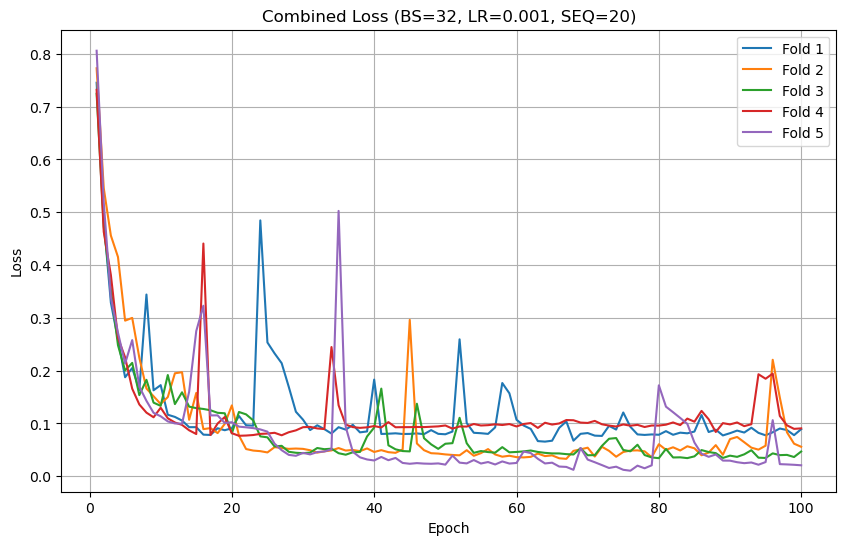 Combined Loss (BS=32, LR=0.001, SEQ=20)
Fold 1
Fold 2
Fold 3
Fold 4
Fold 5
0.8
0.7
0.6
0.5
0.4
0.3
0.2
0.1
0.0
Loss
0 20 40 60 80 100
Epoch